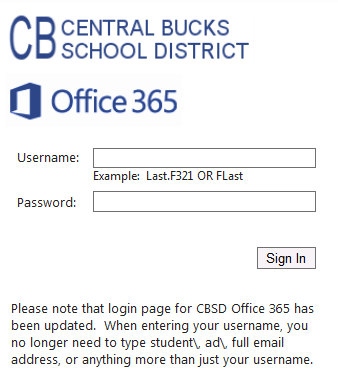 CB CENTRAL BUCKS
SCHOOL DISTRICT
Office 365
Username:
Example:  Last.F321 OR FLast
Password:
Sign In
Please note that login page for CBSD Office 365 has
been updated.  When entering your username, you
no longer need to type student\, ad\, full email
address, or anything more than just your username.